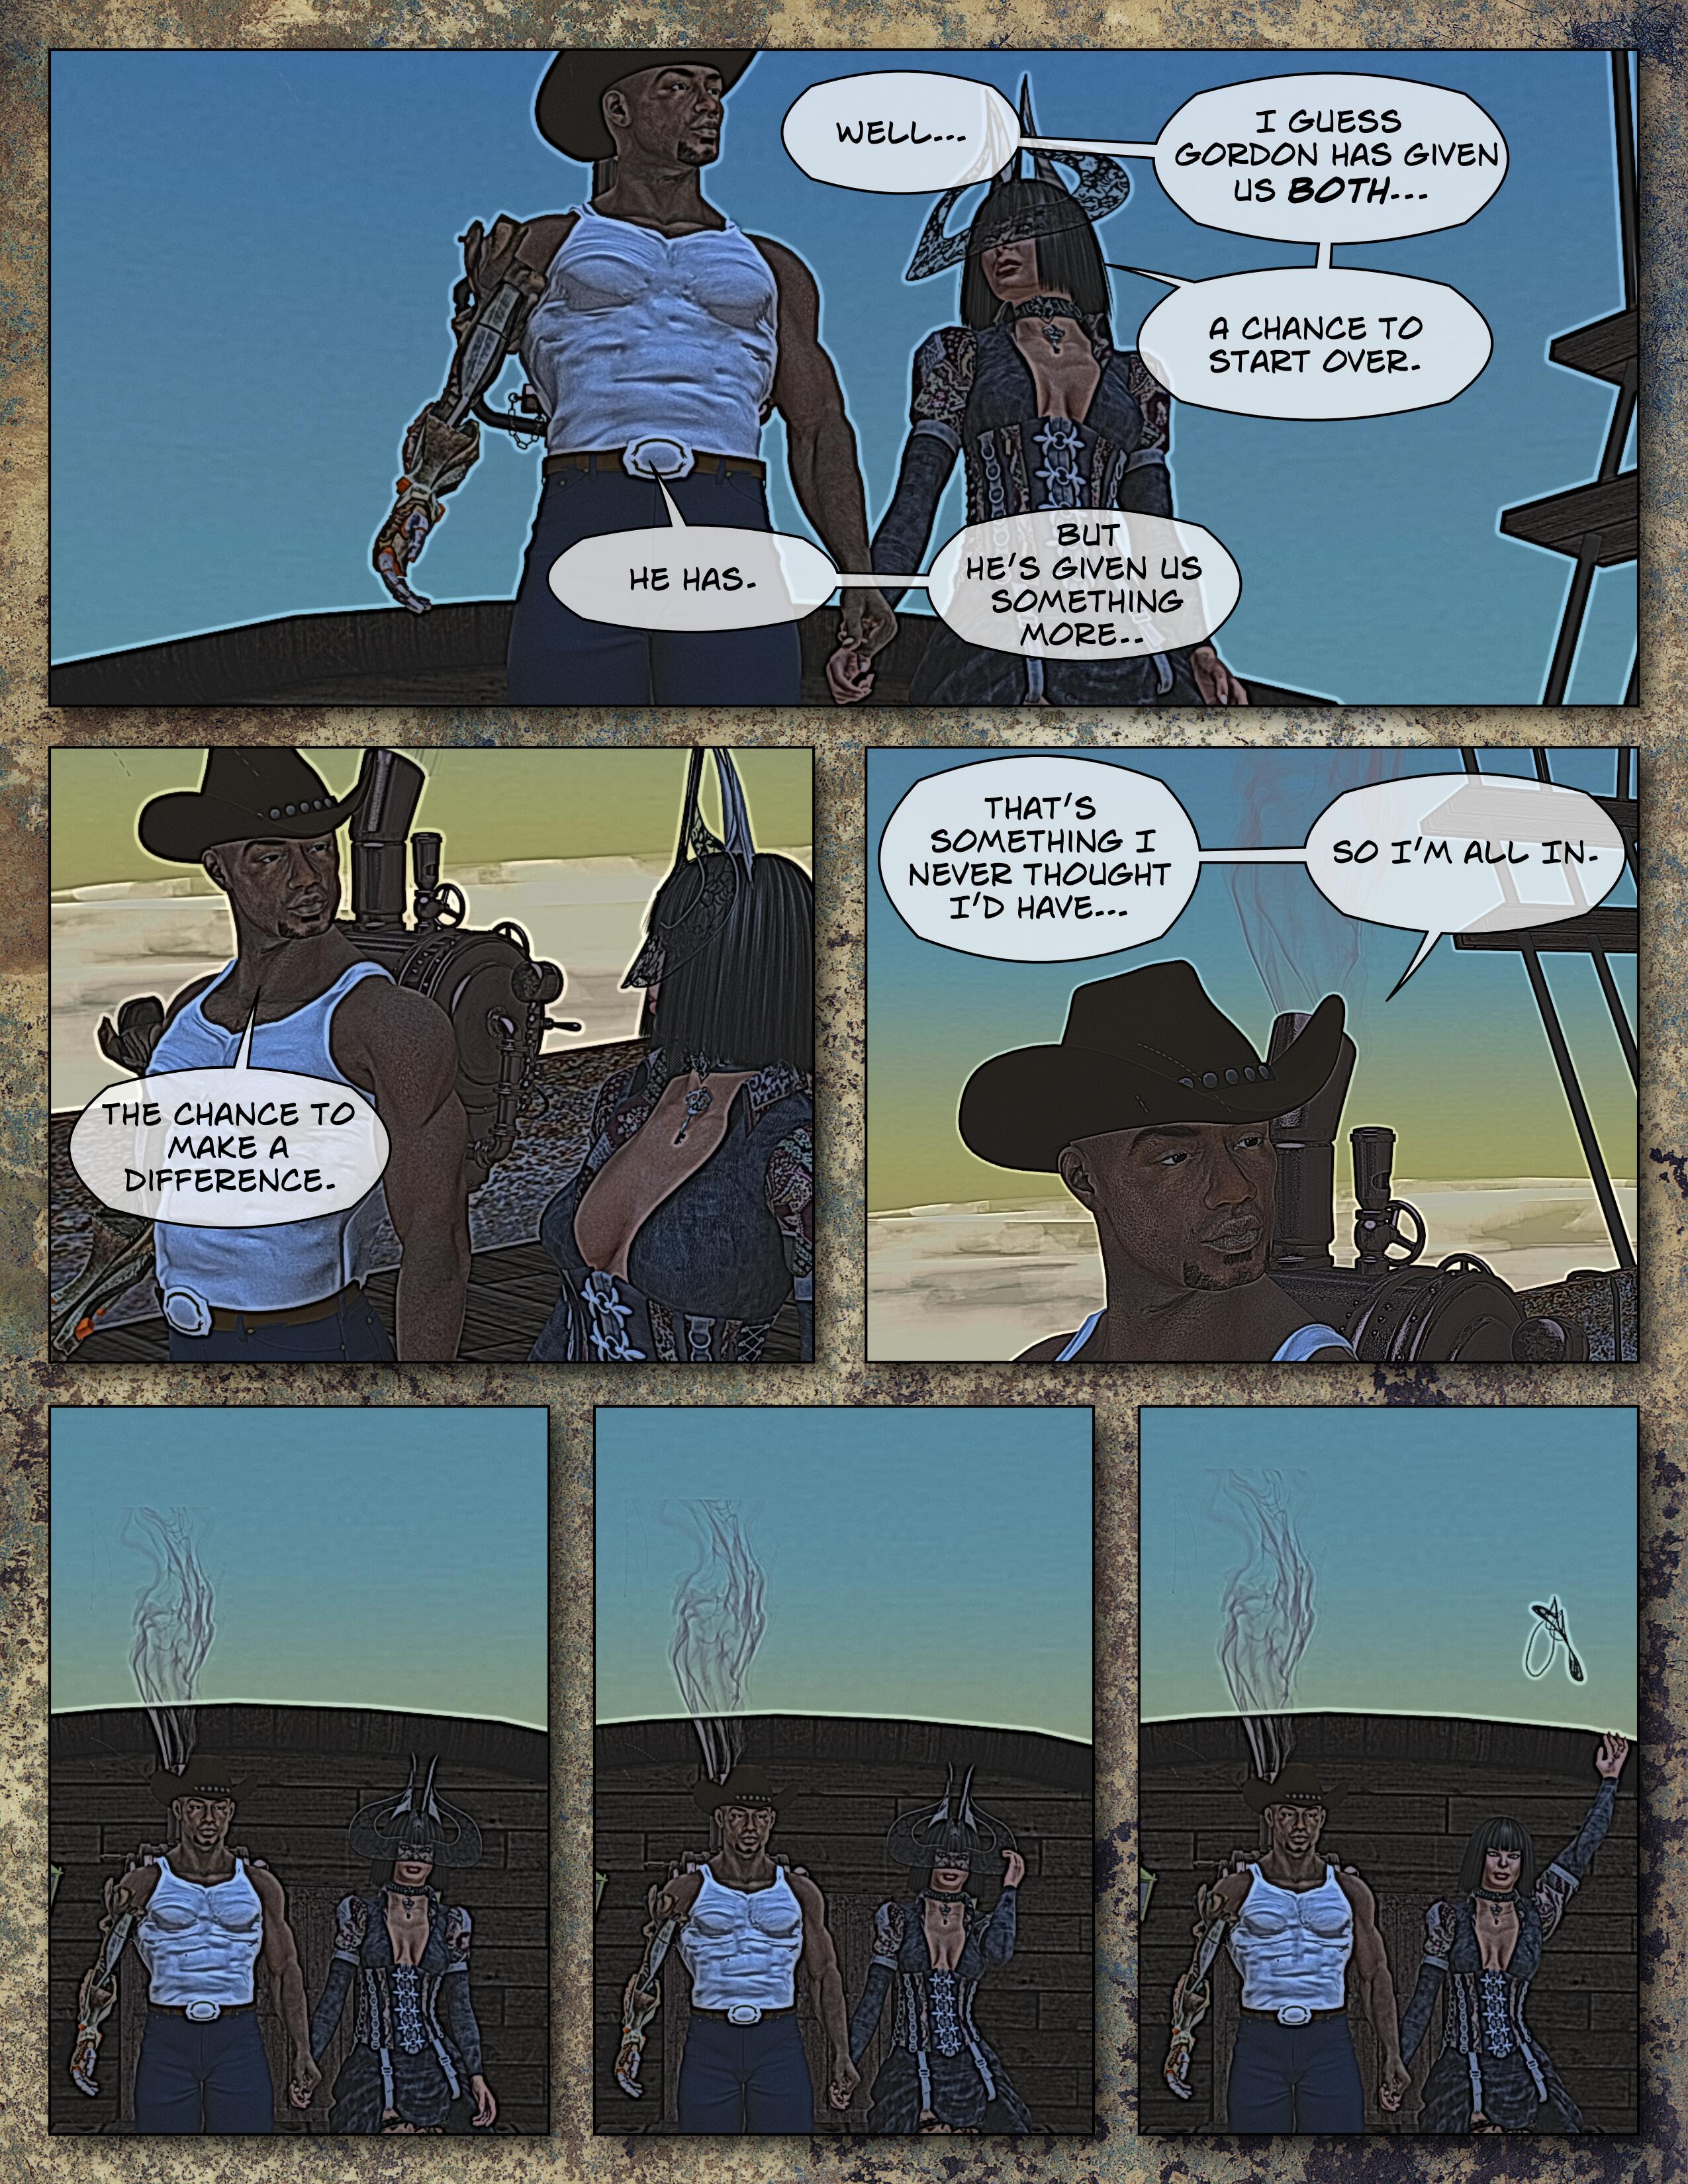 WELL...
I GUESS
GORDON HAS GIVEN
US BOTH...
A CHANCE TO
START OVER.
HE HAS.
BUT
HE'S GIVEN US
SOMETHING
MORE..
THE CHANCE TO
MAKE A
DIFFERENCE.
THAT'S
SOMETHING I
NEVER THOUGHT
I'D HAVE...
SO I'M ALL IN.